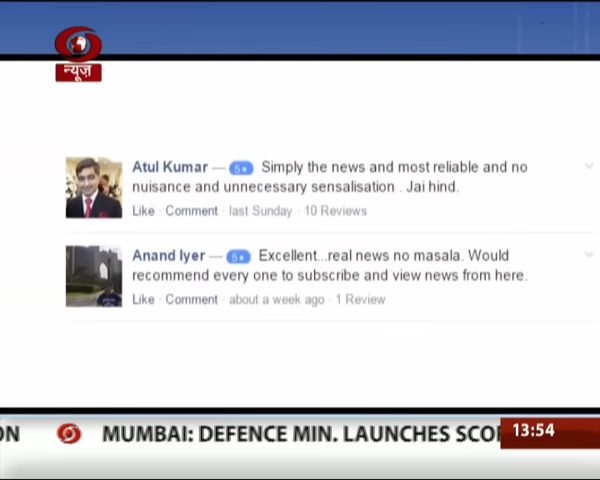 न्यूज़
Atul Kumar — 5★ Simply the news and most reliable and no
nuisance and unnecessary sensalisation . Jai hind.
Like · Comment · last Sunday · 10 Reviews
Anand Iyer — 5★ Excellent...real news no masala. Would
recommend every one to subscribe and view news from here.
Like · Comment · about a week ago · 1 Review
ON MUMBAI: DEFENCE MIN. LAUNCHES SCO 13:54